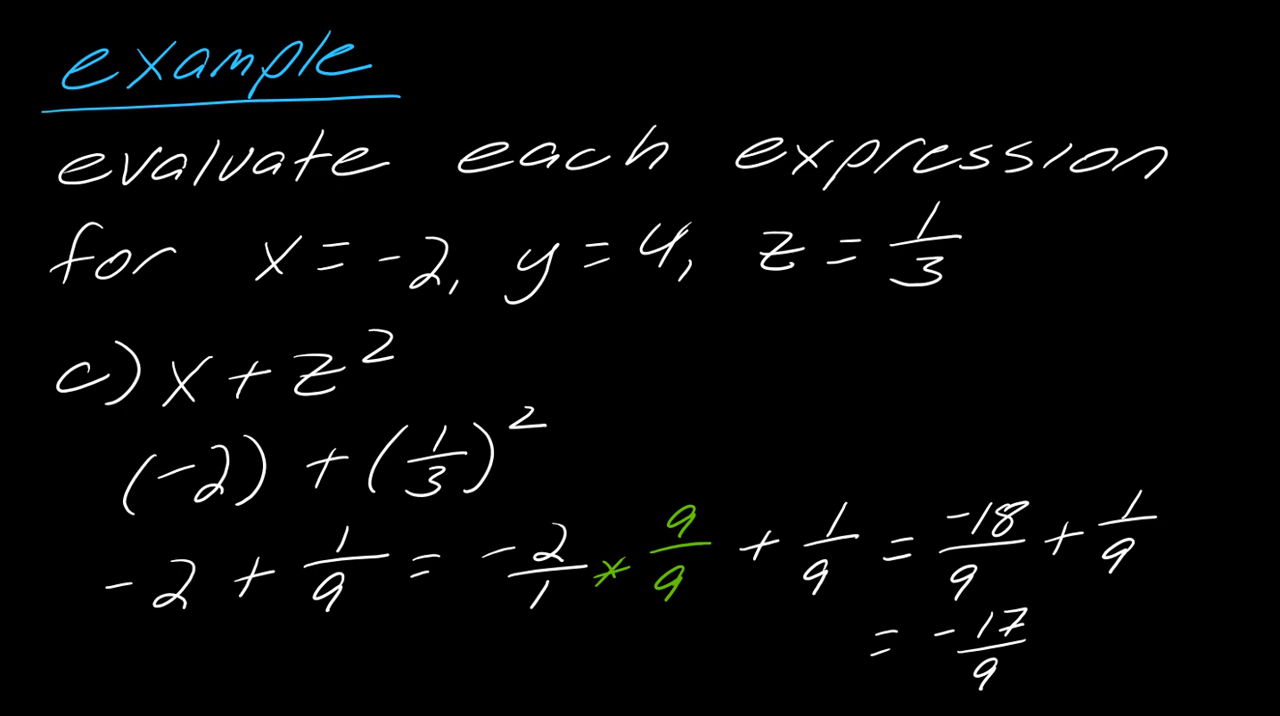 example
evaluate each expression
for x = -2, y = 4, z = 1/3
c) x + z²
(-2) + (1/3)²
-2 + 1/9 = -2/1 * 9/9 + 1/9 = -18/9 + 1/9
= -17/9